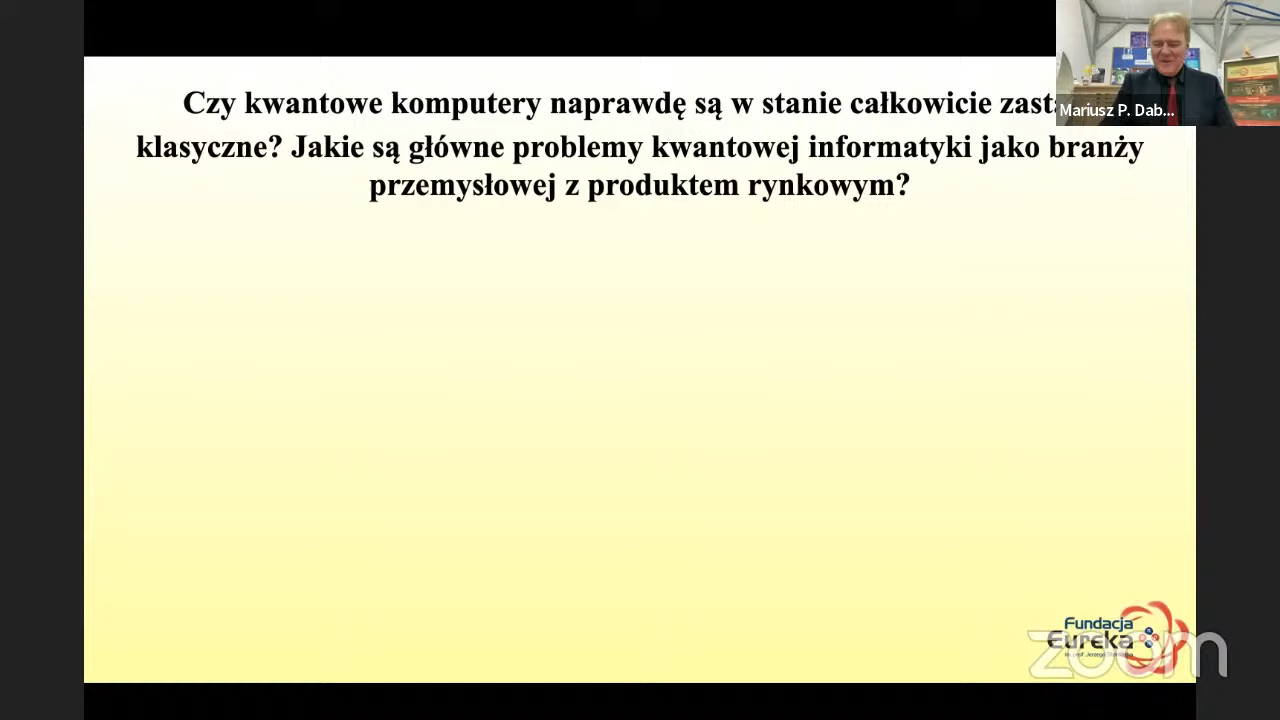 Czy kwantowe komputery naprawdę są w stanie całkowicie
klasyczne? Jakie są główne problemy kwantowej informatyki jako branży
przemysłowej z produktem rynkowym?
Mariusz P. Dab...
Fundacja
Eureka
zoom